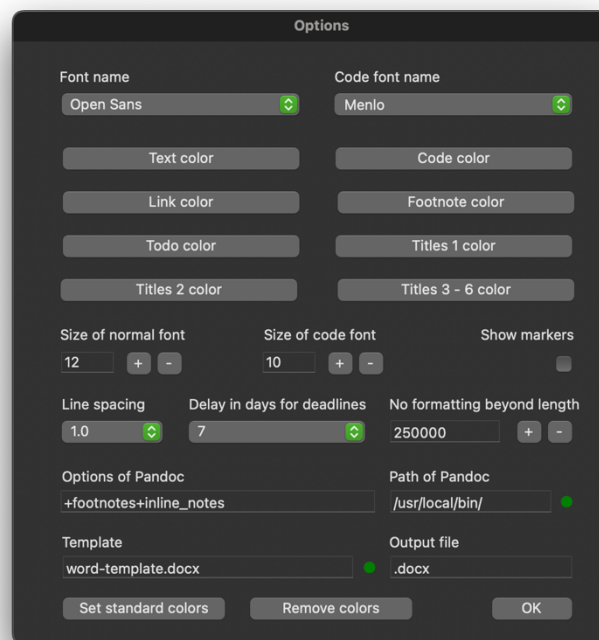 Options
Font name Code font name
Open Sans Menlo
Text color Code color
Link color Footnote color
Todo color Titles 1 color
Titles 2 color Titles 3 - 6 color
Size of normal font Size of code font Show markers
12 + - 10 + -
Line spacing Delay in days for deadlines No formatting beyond length
1.0 7 250000 + -
Options of Pandoc Path of Pandoc
+footnotes+inline_notes /usr/local/bin/
Template Output file
word-template.docx .docx
Set standard colors Remove colors OK